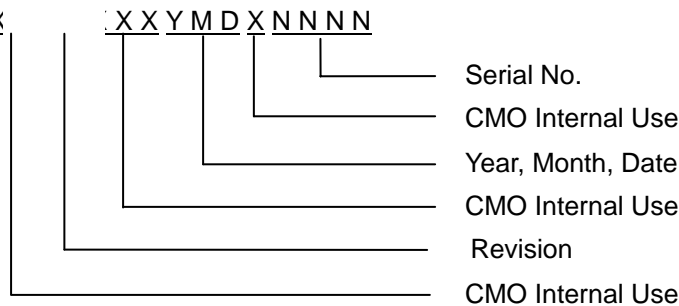 X X Y M D X N N N N
Serial No.
CMO Internal Use
Year, Month, Date
CMO Internal Use
Revision
CMO Internal Use